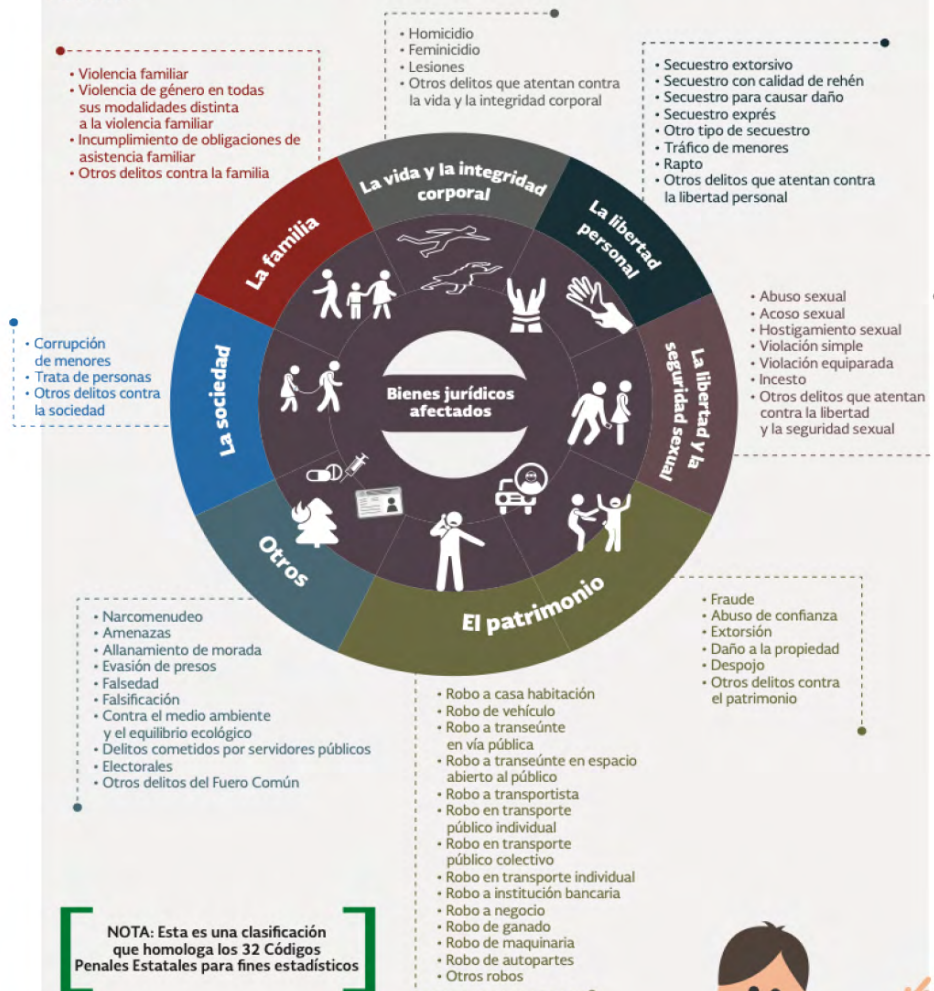 • Homicidio
• Feminicidio
• Lesiones
• Otros delitos que atentan contra
la vida y la integridad corporal
• Violencia familiar
• Violencia de género en todas
sus modalidades distinta
a la violencia familiar
• Incumplimiento de obligaciones de
asistencia familiar
• Otros delitos contra la familia
• Secuestro extorsivo
• Secuestro con calidad de rehén
• Secuestro para causar daño
• Secuestro exprés
• Otro tipo de secuestro
• Tráfico de menores
• Rapto
• Otros delitos que atentan contra
la libertad personal
La vida y la integridad
corporal
La familia
La libertad
personal
La sociedad
Bienes jurídicos
afectados
La libertad y la
seguridad sexual
Otros
El patrimonio
• Corrupción
de menores
• Trata de personas
• Otros delitos contra
la sociedad
• Abuso sexual
• Acoso sexual
• Hostigamiento sexual
• Violación simple
• Violación equiparada
• Incesto
• Otros delitos que atentan
contra la libertad
y la seguridad sexual
• Narcomenudeo
• Amenazas
• Allanamiento de morada
• Evasión de presos
• Falsedad
• Falsificación
• Contra el medio ambiente
y el equilibrio ecológico
• Delitos cometidos por servidores públicos
• Electorales
• Otros delitos del Fuero Común
• Fraude
• Abuso de confianza
• Extorsión
• Daño a la propiedad
• Despojo
• Otros delitos contra
el patrimonio
• Robo a casa habitación
• Robo de vehículo
• Robo a transeúnte
en vía pública
• Robo a transeúnte en espacio
abierto al público
• Robo a transportista
• Robo en transporte
público individual
• Robo en transporte
público colectivo
• Robo en transporte individual
• Robo a institución bancaria
• Robo a negocio
• Robo de ganado
• Robo de maquinaria
• Robo de autopartes
• Otros robos
NOTA: Esta es una clasificación
que homologa los 32 Códigos
Penales Estatales para fines estadísticos